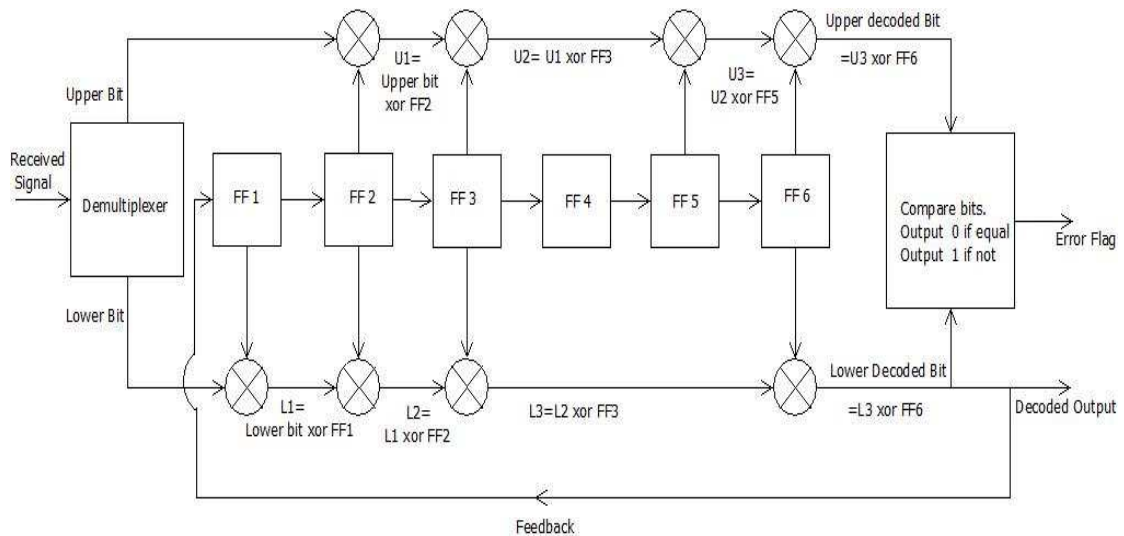 Upper decoded Bit
U1=
Upper bit
xor FF2
U2= U1 xor FF3
U3=
U2 xor FF5
=U3 xor FF6
Upper Bit
Received
Signal
Demultiplexer
FF 1
FF 2
FF 3
FF 4
FF 5
FF 6
Compare bits.
Output 0 if equal
Output 1 if not
Error Flag
Lower Bit
L1=
Lower bit xor FF1
L2=
L1 xor FF2
L3=L2 xor FF3
Lower Decoded Bit
=L3 xor FF6
Decoded Output
Feedback